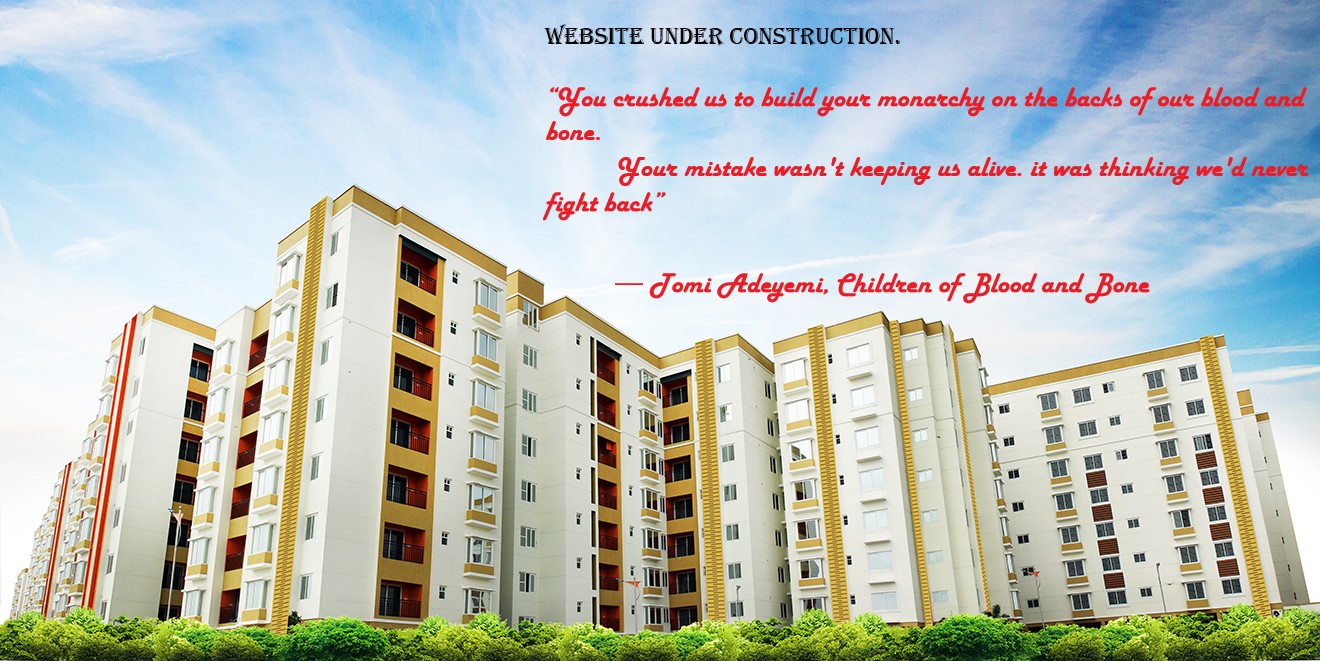 WEBSITE UNDER CONSTRUCTION.
“You crushed us to build your monarchy on the backs of our blood and
bone.
Your mistake wasn't keeping us alive. it was thinking we'd never
fight back”
― Tomi Adeyemi, Children of Blood and Bone